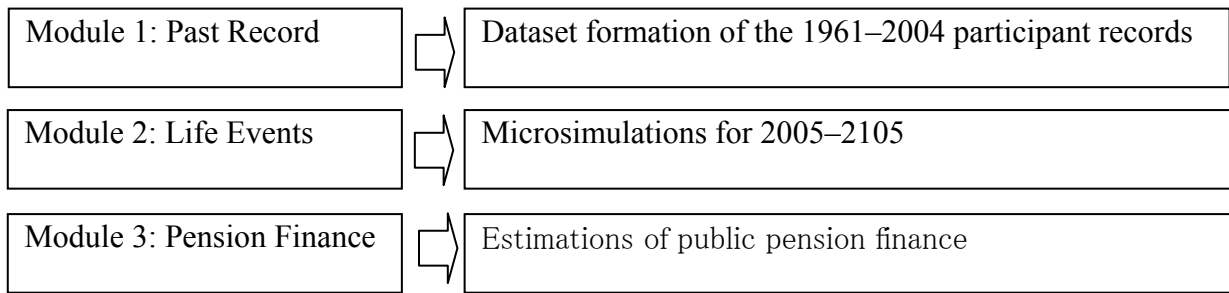 Module 1: Past Record
Dataset formation of the 1961–2004 participant records
Module 2: Life Events
Microsimulations for 2005–2105
Module 3: Pension Finance
Estimations of public pension finance